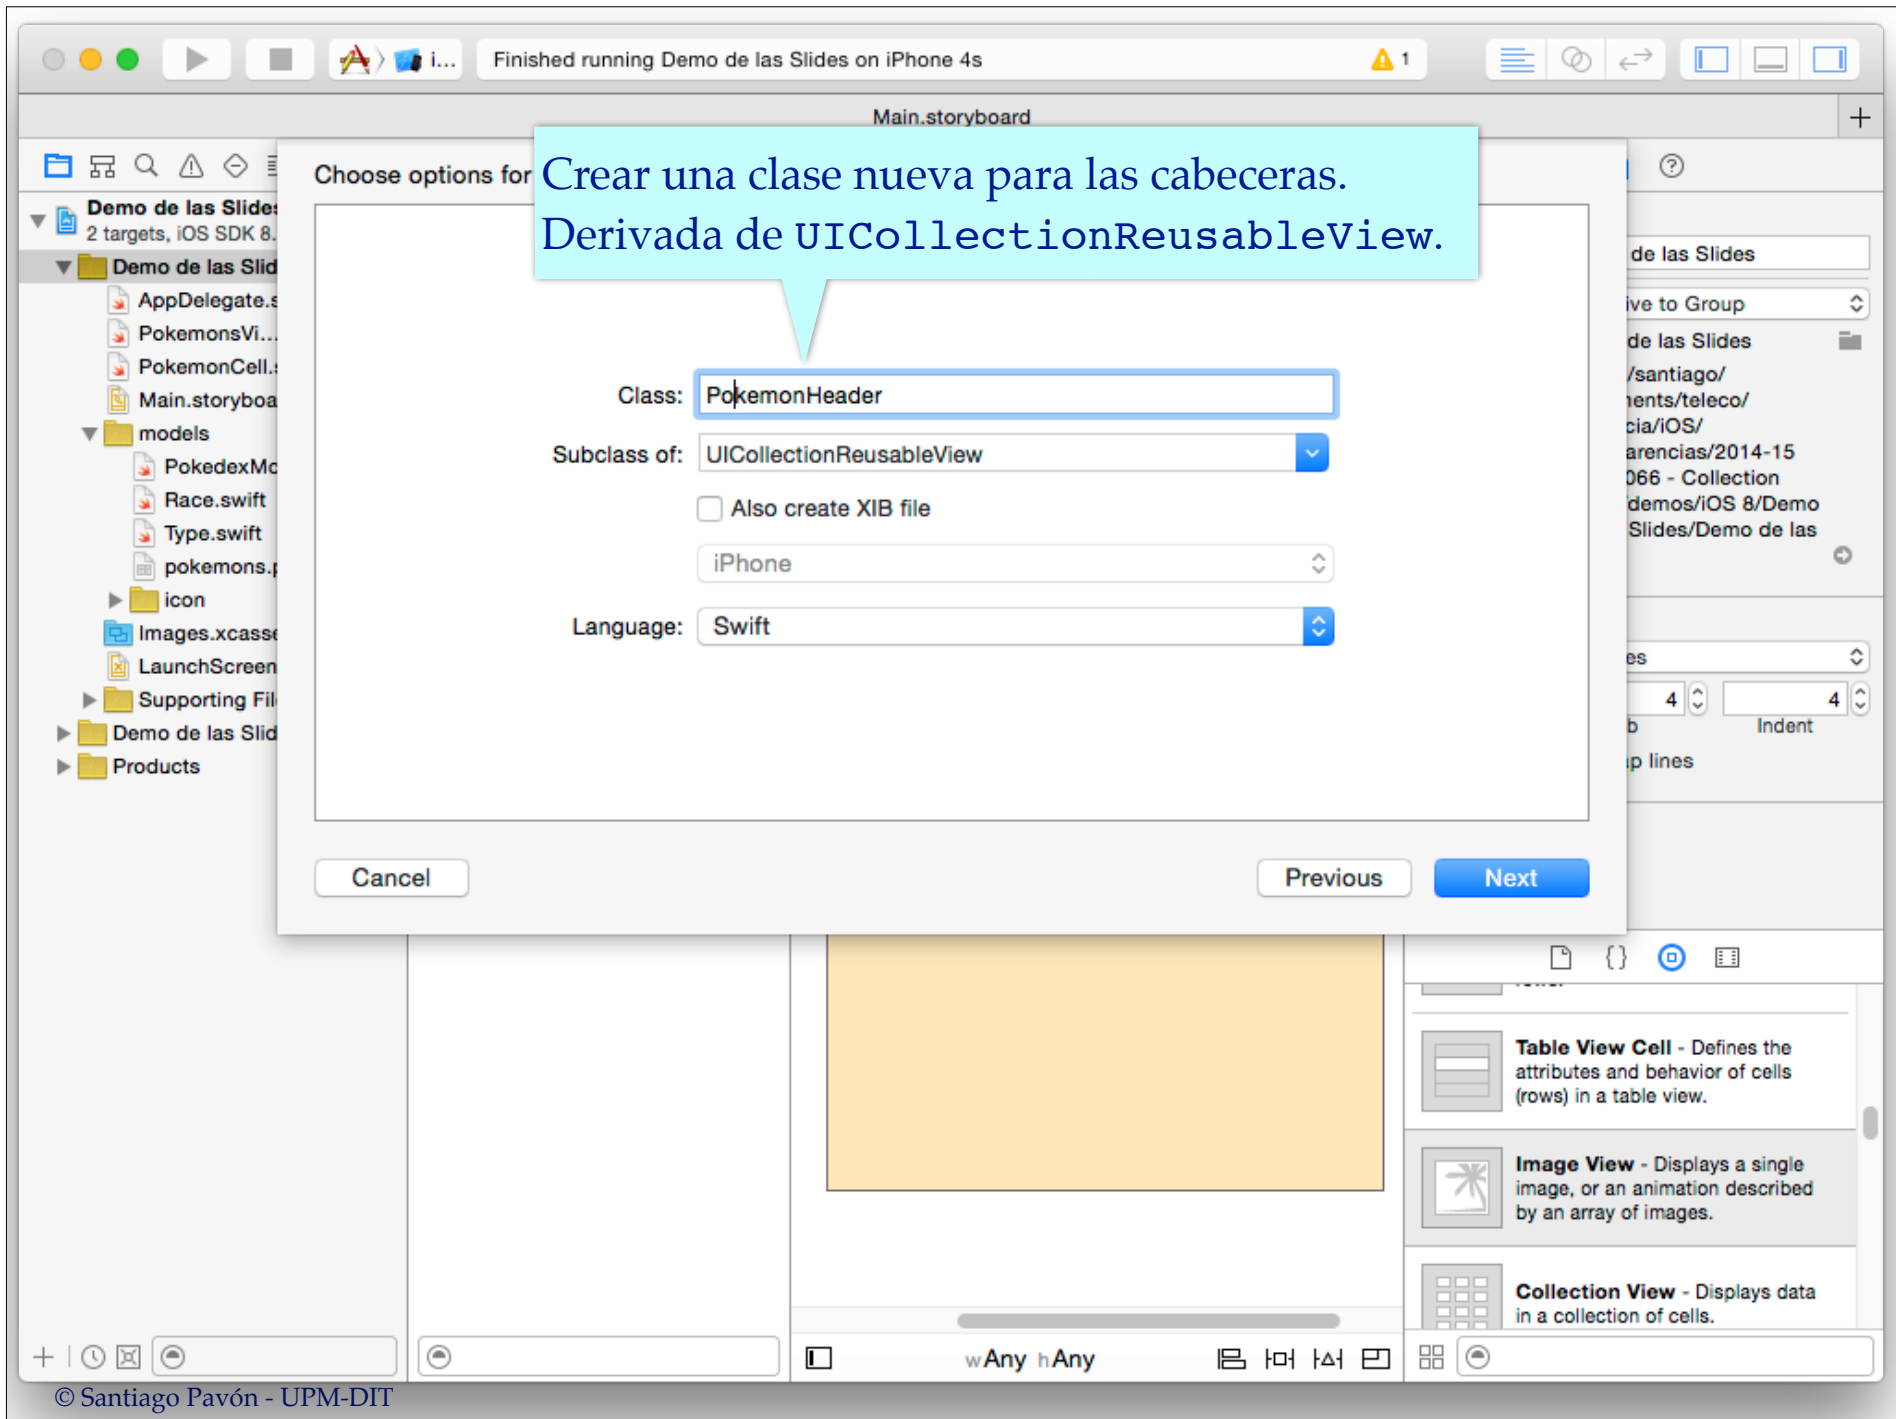 i...
Finished running Demo de las Slides on iPhone 4s
1
Main.storyboard
Choose options for
Crear una clase nueva para las cabeceras.
Derivada de UICollectionReusableView.
Demo de las Slide
2 targets, iOS SDK 8.
Demo de las Slid
AppDelegate.s
PokemonsVi...
PokemonCell.
Main.storyboa
models
PokedexMo
Race.swift
Type.swift
pokemons.p
icon
Images.xcasse
LaunchScreen
Supporting Fil
Demo de las Slid
Products
Class: PokemonHeader
Subclass of: UICollectionReusableView
Also create XIB file
iPhone
Language: Swift
Cancel
Previous
Next
de las Slides
ive to Group
de las Slides
/santiago/
ents/teleco/
cia/iOS/
arencias/2014-15
066 - Collection
demos/iOS 8/Demo
Slides/Demo de las
es
4
4
b
Indent
p lines
Table View Cell - Defines the
attributes and behavior of cells
(rows) in a table view.
Image View - Displays a single
image, or an animation described
by an array of images.
Collection View - Displays data
in a collection of cells.
wAny hAny
© Santiago Pavón - UPM-DIT